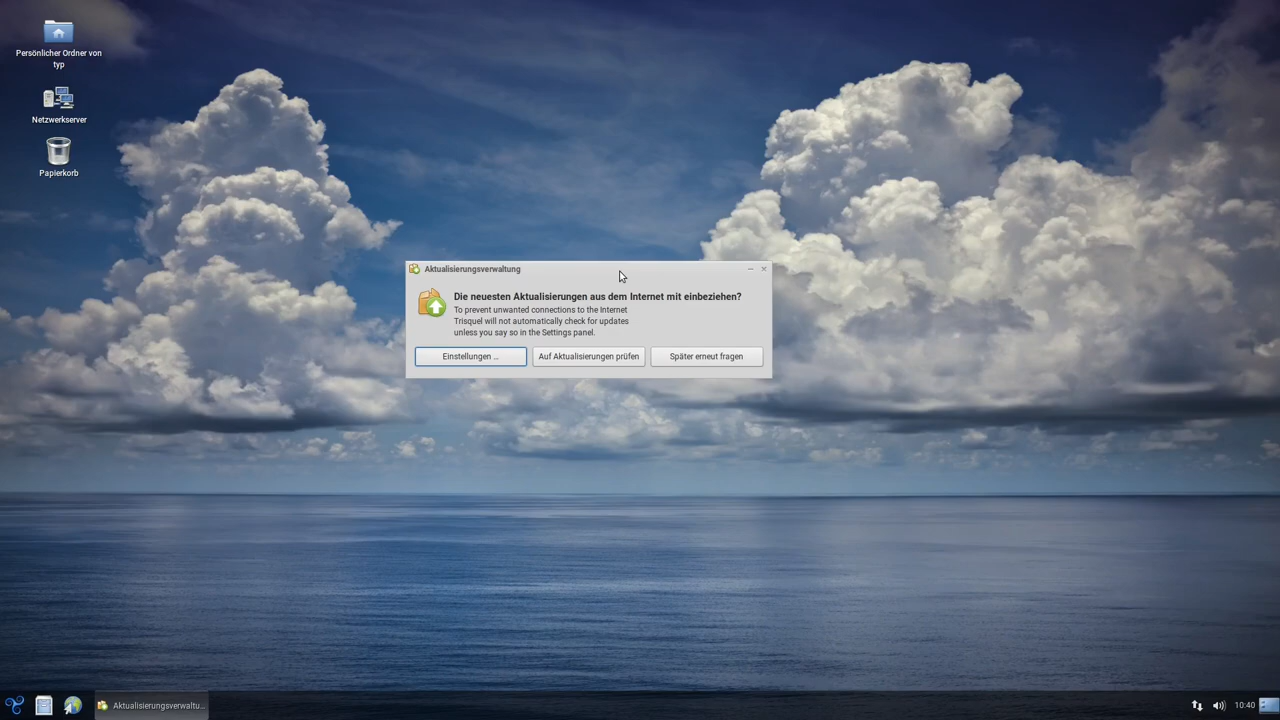 Persönlicher Ordner von
typ
Netzwerkserver
Papierkorb
Aktualisierungsverwaltung
Die neuesten Aktualisierungen aus dem Internet mit einbeziehen?
To prevent unwanted connections to the Internet
Trisquel will not automatically check for updates
unless you say so in the Settings panel.
Einstellungen ...
Auf Aktualisierungen prüfen
Später erneut fragen
Aktualisierungsverwaltu...
10:40